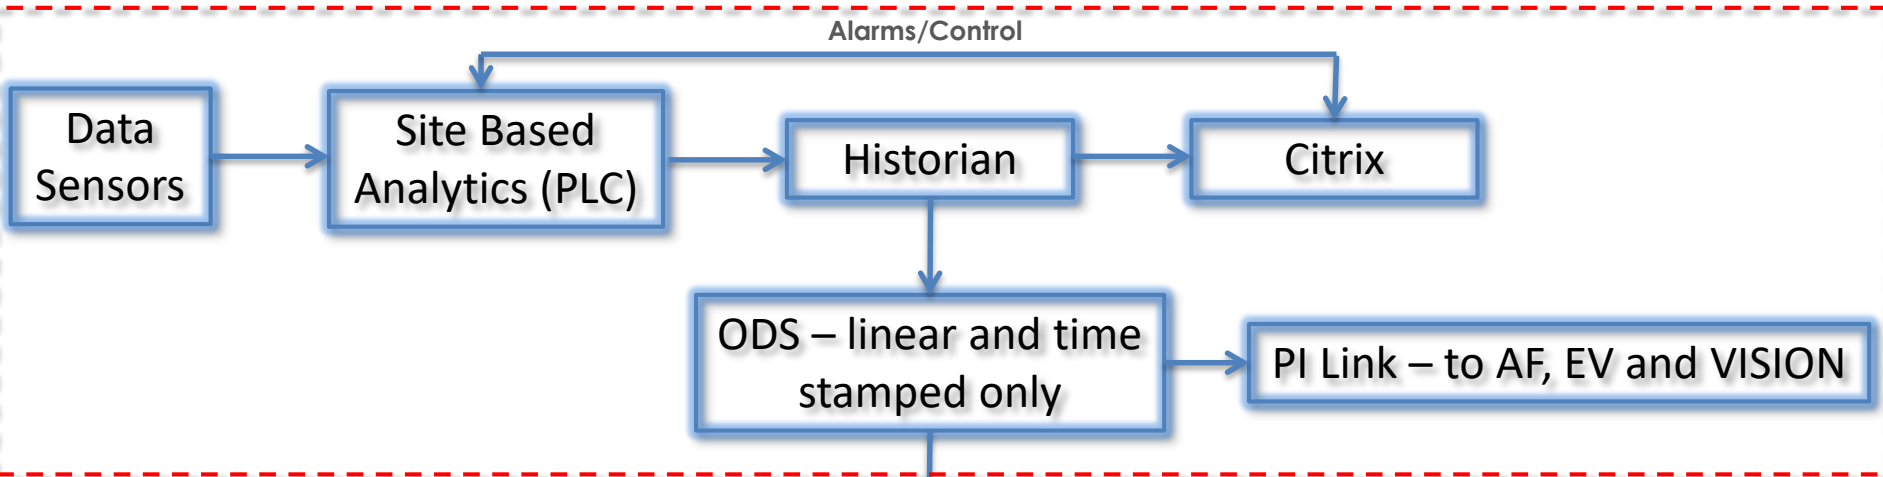 Alarms/Control
Data
Sensors
Site Based
Analytics (PLC)
Historian
Citrix
ODS – linear and time
stamped only
PI Link – to AF, EV and VISION